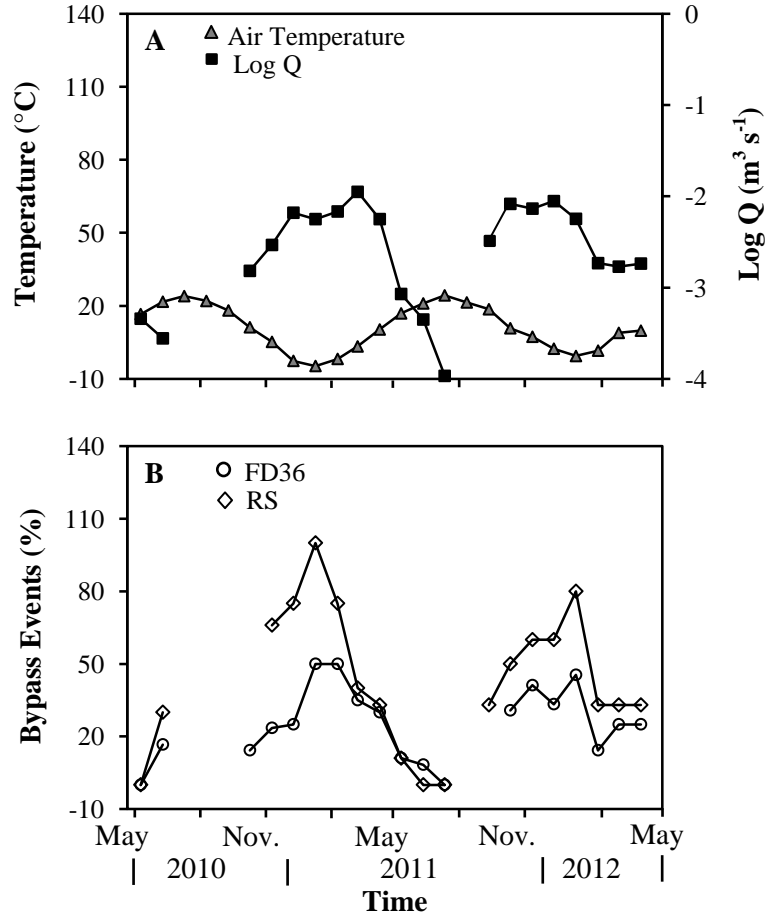 A
Air Temperature
Log Q
140
110
80
50
20
-10
Temperature (°C)
0
-1
-2
-3
-4
Log Q (m³ s⁻¹)
B
FD36
RS
140
110
80
50
20
-10
Bypass Events (%)
May Nov. May Nov. May
| 2010 | 2011 | 2012 |
Time